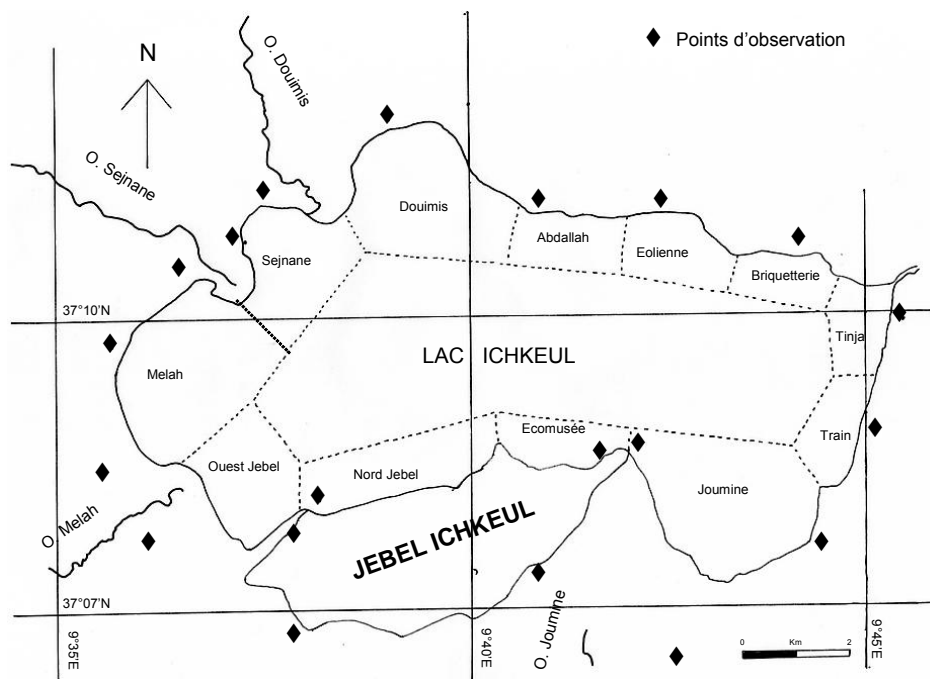 Points d'observation
N
O. Douimis
O. Sejnane
Douimis
Abdallah
Eolienne
Sejnane
Briquetterie
37°10'N
Tinja
LAC ICHKEUL
Melah
Ecomusée
Train
Ouest Jebel
Nord Jebel
Joumine
O. Melah
JEBEL ICHKEUL
37°07'N
O. Joumine
9°35'E
9°40'E
9°45'E
0 Km 2